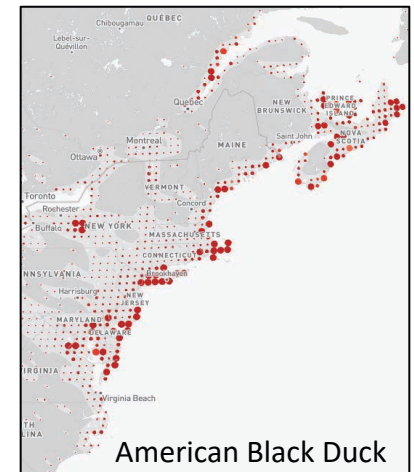 QUÉBEC
Chibougamau
Lebel-sur-
Quévillon
Québec
NEW
BRUNSWICK
PRINCE
EDWARD
ISLAND
Saint John
NOVA
SCOTIA
Montreal
Ottawa
MAINE
VERMONT
Toronto
Rochester
Concord
Buffalo
NEW YORK
MASSACHUSETTS
CONNECTICUT
NNSYLVANIA
Brookhaven
Harrisburg
NEW
JERSEY
MARYLAND
DELAWARE
VIRGINIA
Virginia Beach
TH
LINA
American Black Duck